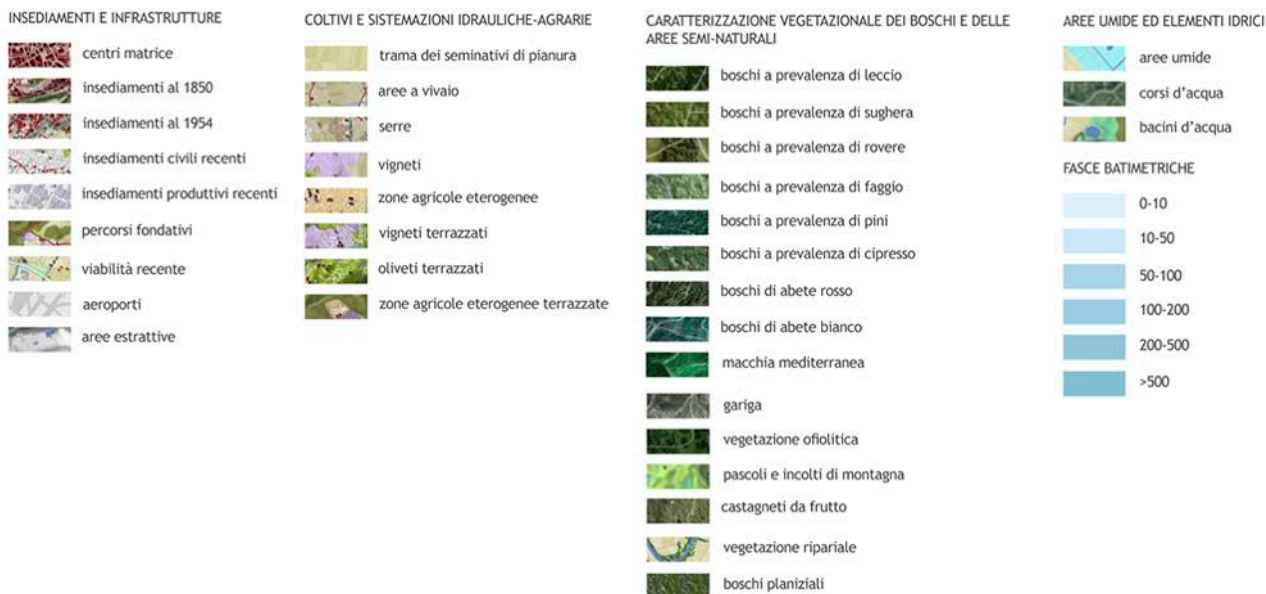 INSEDIAMENTI E INFRASTRUTTURE
centri matrice
insediamenti al 1850
insediamenti al 1954
insediamenti civili recenti
insediamenti produttivi recenti
percorsi fondativi
viabilità recente
aeroporti
aree estrattive
COLTIVI E SISTEMAZIONI IDRAULICHE-AGRARIE
trama dei seminativi di pianura
aree a vivaio
serre
vigneti
zone agricole eterogenee
vigneti terrazzati
oliveti terrazzati
zone agricole eterogenee terrazzate
CARATTERIZZAZIONE VEGETAZIONALE DEI BOSCHI E DELLE
AREE SEMI-NATURALI
boschi a prevalenza di leccio
boschi a prevalenza di sughera
boschi a prevalenza di rovere
boschi a prevalenza di faggio
boschi a prevalenza di pini
boschi a prevalenza di cipresso
boschi di abete rosso
boschi di abete bianco
macchia mediterranea
gariga
vegetazione ofiolitica
pascoli e incolti di montagna
castagneti da frutto
vegetazione ripariale
boschi planiziali
AREE UMIDE ED ELEMENTI IDRICI
aree umide
corsi d'acqua
bacini d'acqua
FASCE BATIMETRICHE
0-10
10-50
50-100
100-200
200-500
>500